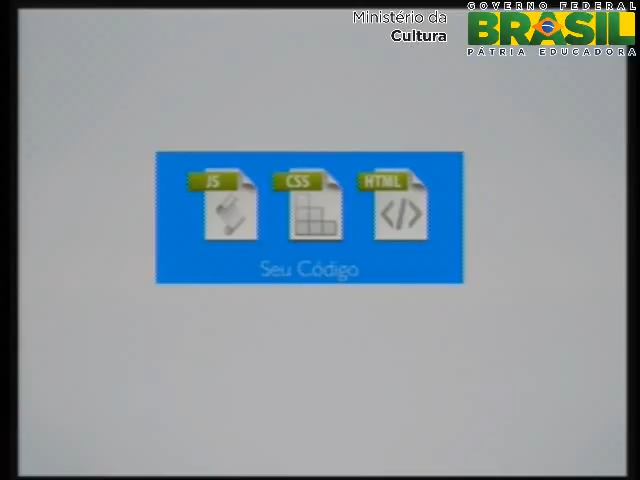 Ministério da
Cultura
GOVERNO FEDERAL
BRASIL
PÁTRIA EDUCADORA
JS
CSS
HTML
</>
Seu Código